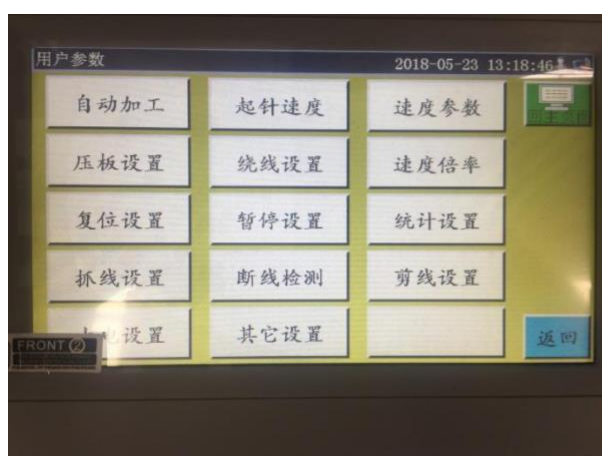 用户参数 2018-05-23 13:18:46
自动加工 起针速度 速度参数
压板设置 绕线设置 速度倍率
复位设置 暂停设置 统计设置
抓线设置 断线检测 剪线设置
设置 其它设置 返回
FRONT ②